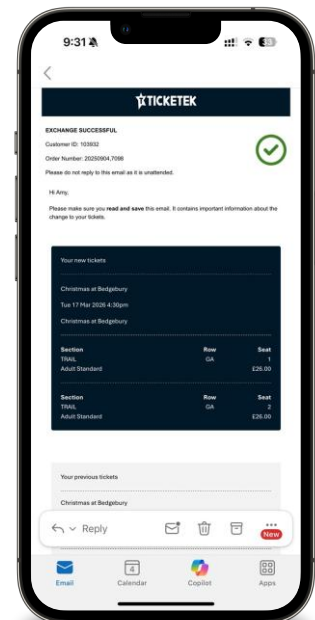 9:31
TICKETEK
EXCHANGE SUCCESSFUL
Customer ID: 103932
Order Number: 20250904,7098
Please do not reply to this email as it is unattended.
Hi Amy,
Please make sure you read and save this email. It contains important information about the
change to your tickets.
Your new tickets
Christmas at Bedgebury
Tue 17 Mar 2026 4:30pm
Christmas at Bedgebury
Section Row Seat
TRAIL GA 1
Adult Standard £26.00
Section Row Seat
TRAIL GA 2
Adult Standard £26.00
Your previous tickets
Christmas at Bedgebury
Reply
New
4
Email Calendar Copilot Apps